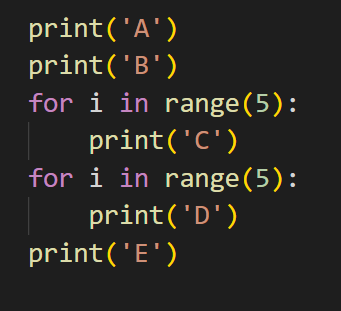 print('A')
print('B')
for i in range(5):
    print('C')
for i in range(5):
    print('D')
print('E')